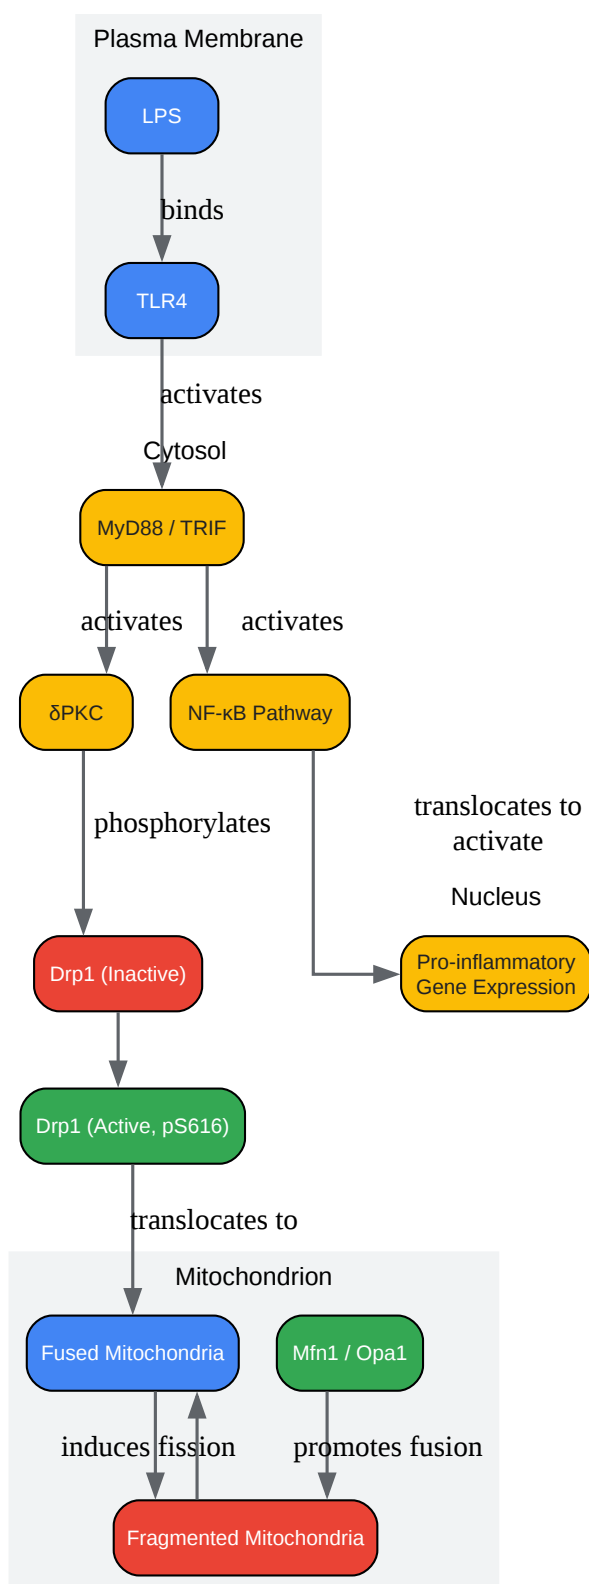 Plasma Membrane
LPS
binds
TLR4
activates
Cytosol
MyD88 / TRIF
activates
activates
δPKC
NF-κB Pathway
phosphorylates
translocates to
activate
Nucleus
Drp1 (Inactive)
Pro-inflammatory
Gene Expression
Drp1 (Active, pS616)
translocates to
Mitochondrion
Fused Mitochondria
Mfn1 / Opa1
induces fission
promotes fusion
Fragmented Mitochondria